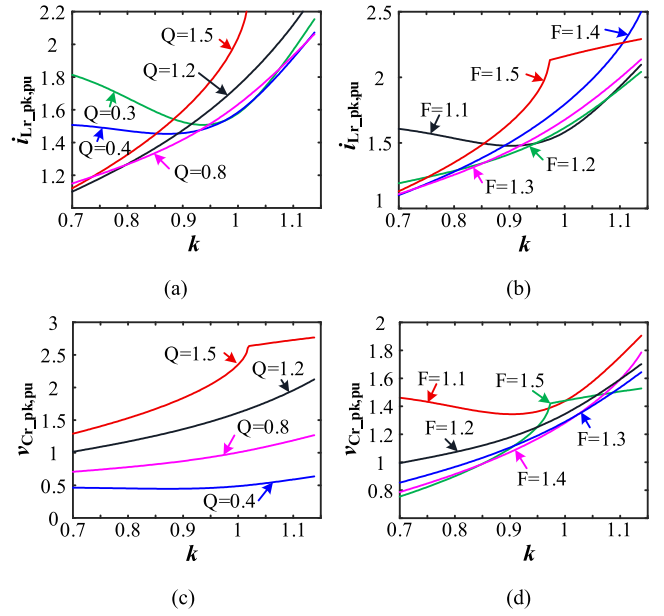 2.2
2
1.8
1.6
1.4
1.2
i_Lr_pk,pu
Q=1.5
Q=1.2
Q=0.3
Q=0.4
Q=0.8
0.7 0.8 0.9 1 1.1
k
(a)
2.5
2
1.5
1
i_Lr_pk,pu
F=1.4
F=1.5
F=1.1
F=1.2
F=1.3
0.7 0.8 0.9 1 1.1
k
(b)
3
2.5
2
1.5
1
0.5
0
v_Cr_pk,pu
Q=1.5
Q=1.2
Q=0.8
Q=0.4
0.7 0.8 0.9 1 1.1
k
(c)
2
1.8
1.6
1.4
1.2
1
0.8
v_Cr_pk,pu
F=1.1
F=1.5
F=1.2
F=1.3
F=1.4
0.7 0.8 0.9 1 1.1
k
(d)